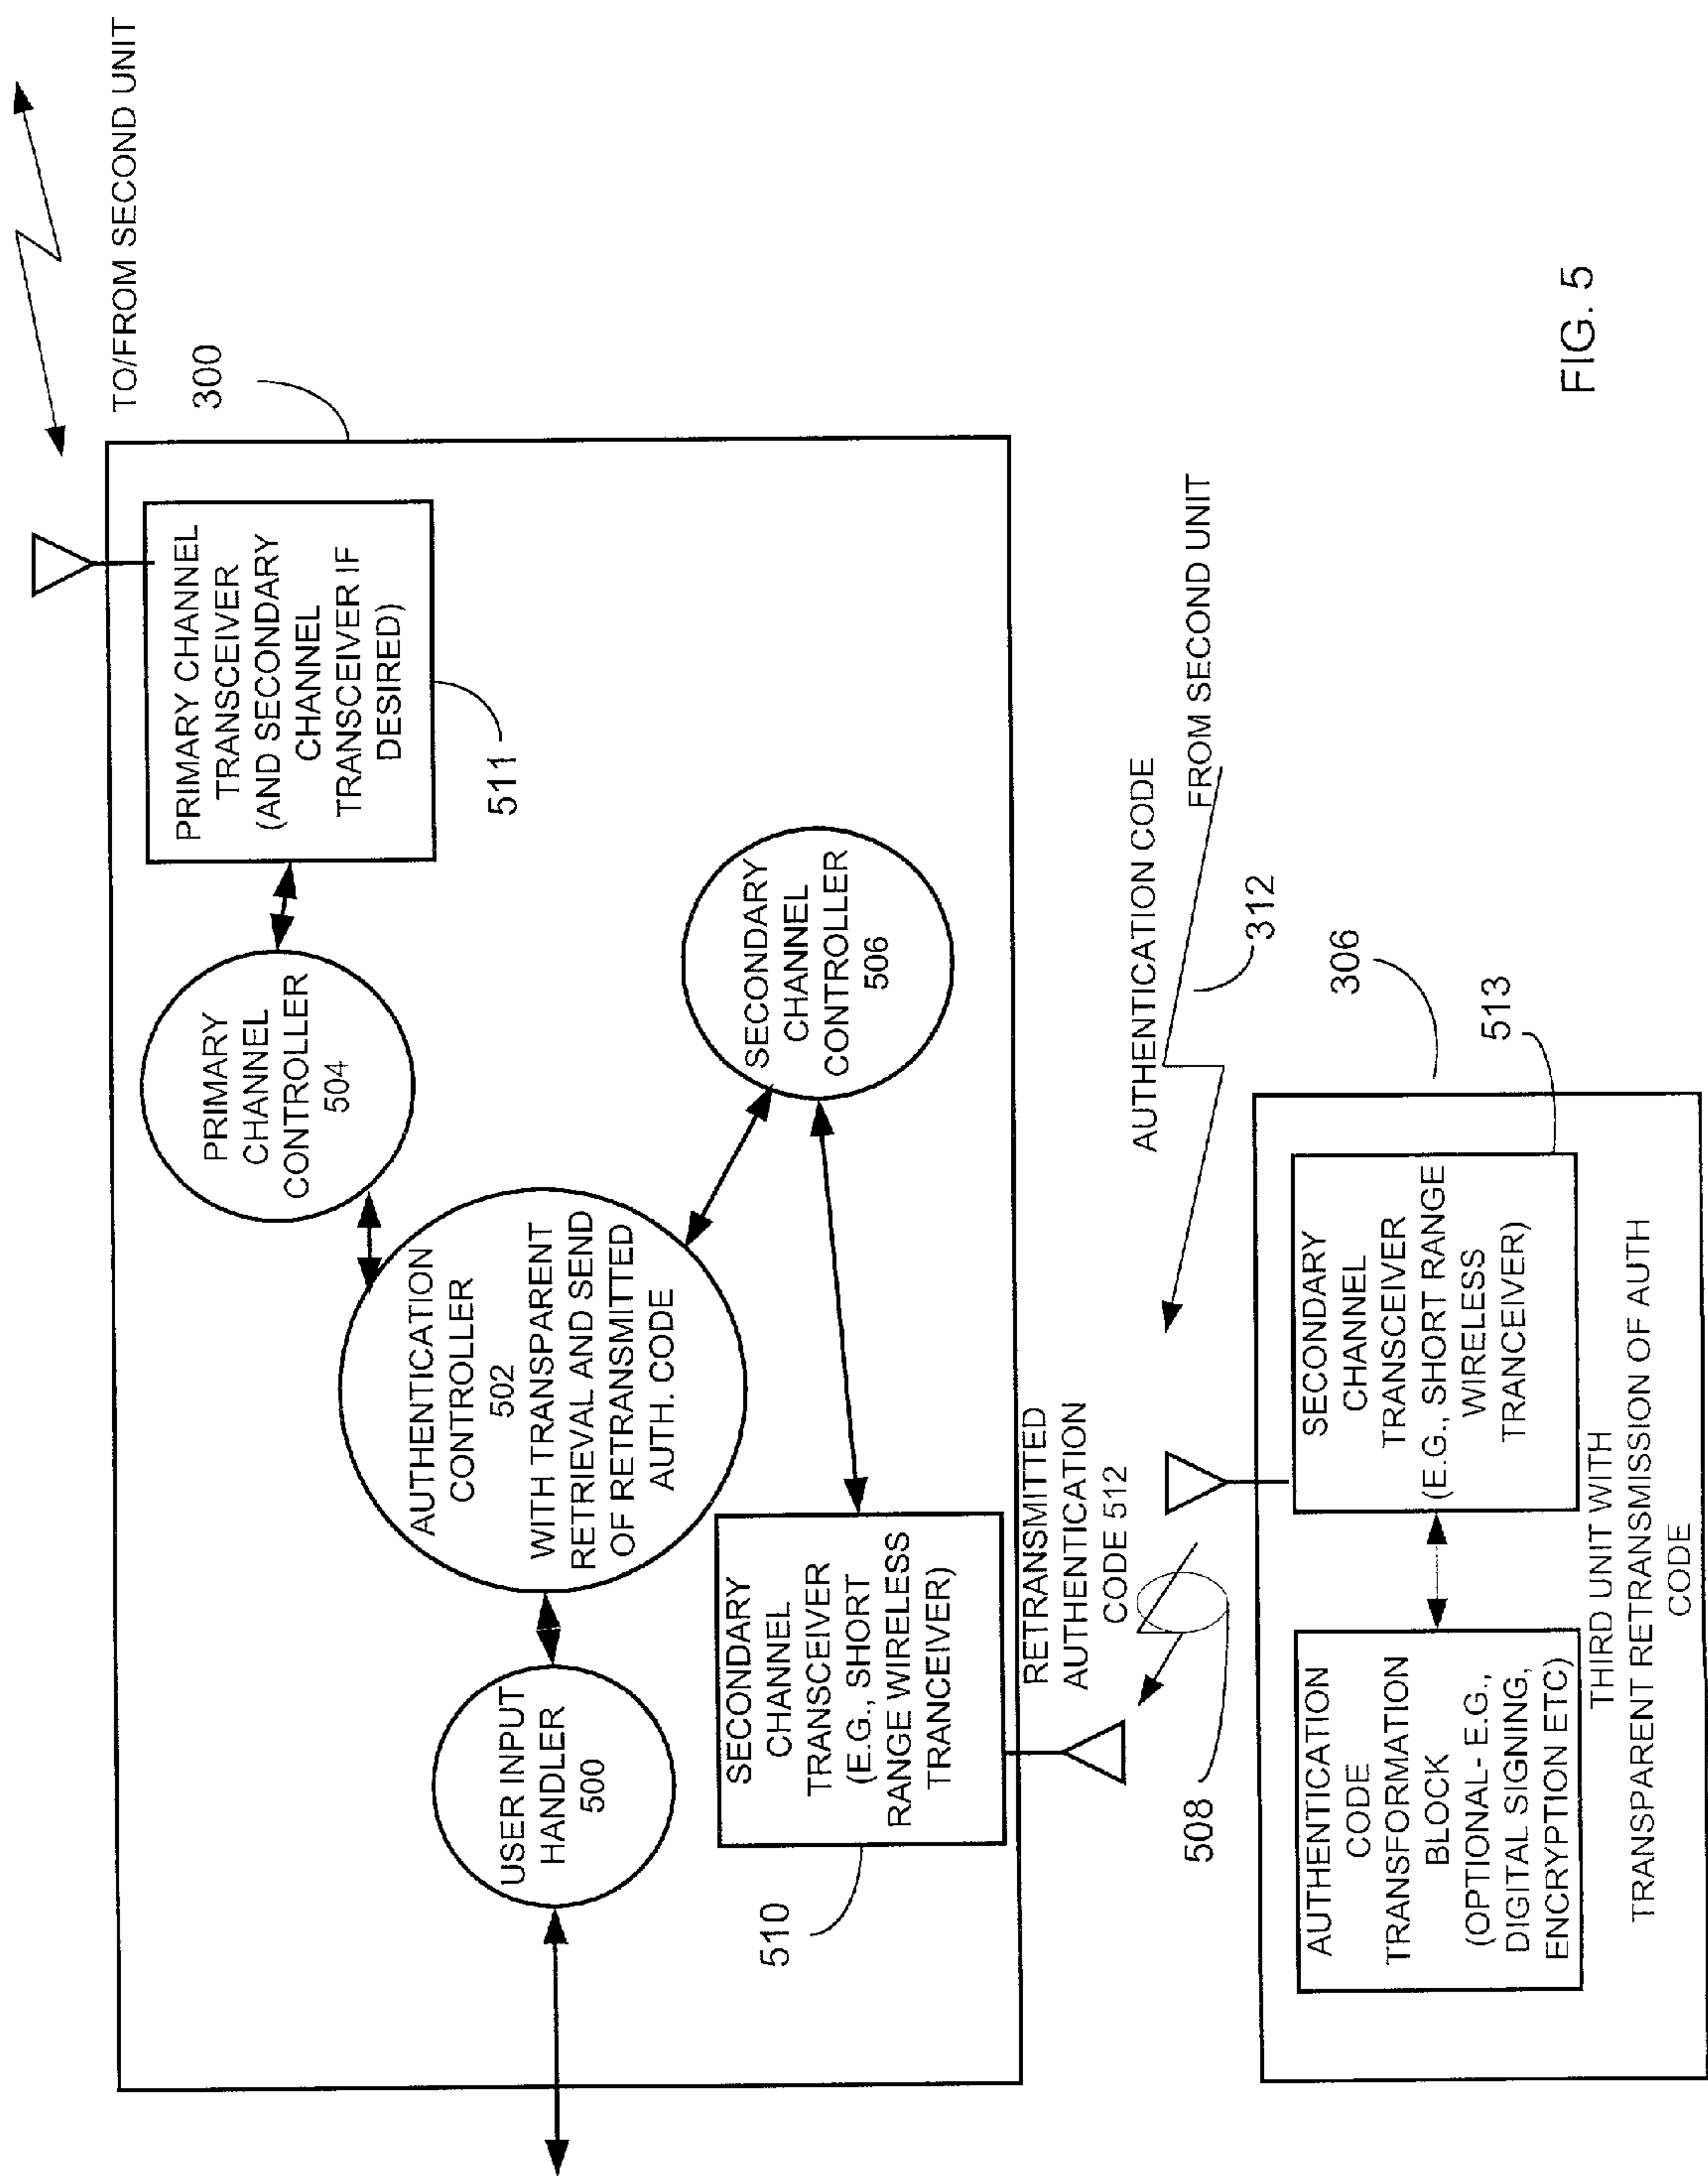 TO/FROM SECOND UNIT
300
PRIMARY CHANNEL
TRANSCEIVER
(AND SECONDARY
CHANNEL
TRANSCEIVER IF
DESIRED)
511
PRIMARY
CHANNEL
CONTROLLER
504
AUTHENTICATION
CONTROLLER
502
WITH TRANSPARENT
RETRIEVAL AND SEND
OF RETRANSMITTED
AUTH. CODE
USER INPUT
HANDLER
500
SECONDARY
CHANNEL
CONTROLLER
506
SECONDARY
CHANNEL
TRANSCEIVER
(E.G., SHORT
RANGE WIRELESS
TRANCEIVER)
510
RETRANSMITTED
AUTHENTICATION
CODE 512
508
AUTHENTICATION CODE
FROM SECOND UNIT
312
306
513
AUTHENTICATION
CODE
TRANSFORMATION
BLOCK
(OPTIONAL- E.G.,
DIGITAL SIGNING,
ENCRYPTION ETC)
SECONDARY
CHANNEL
TRANSCEIVER
(E.G., SHORT RANGE
WIRELESS
TRANCEIVER)
THIRD UNIT WITH
TRANSPARENT RETRANSMISSION OF AUTH
CODE
FIG. 5